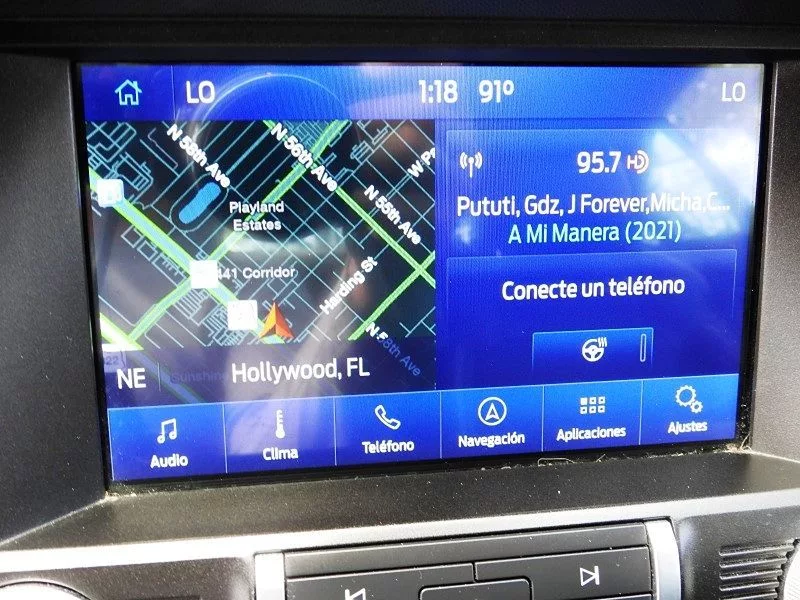 LO 1:18 91° LO
N 58th Ave
N 56th Ave
N 55th Ave
Playland
Estates
441 Corridor
Harding St
N 58th Ave
NE Hollywood, FL
95.7 HD
Pututi, Gdz, J Forever,Micha,C...
A Mi Manera (2021)
Conecte un teléfono
Audio
Clima
Teléfono
Navegación
Aplicaciones
Ajustes